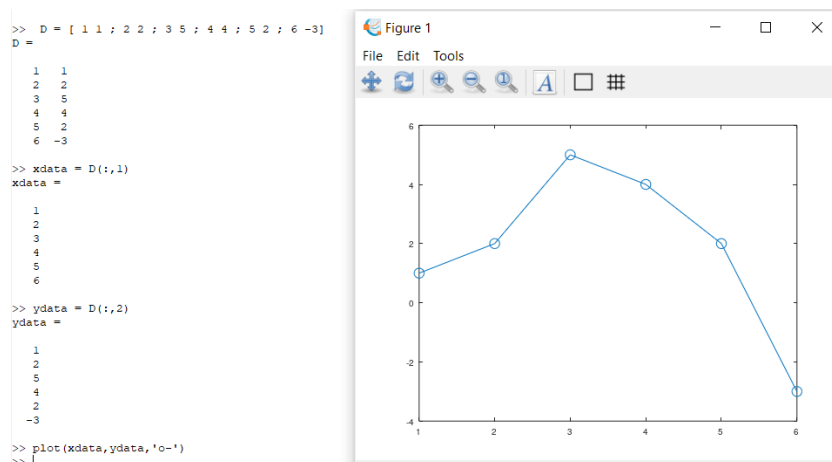 >>  D = [ 1 1 ; 2 2 ; 3 5 ; 4 4 ; 5 2 ; 6 -3]
D =
1 1
2 2
3 5
4 4
5 2
6 -3
>> xdata = D(:,1)
xdata =
1
2
3
4
5
6
>> ydata = D(:,2)
ydata =
1
2
5
4
2
-3
>> plot(xdata,ydata,'o-')
>>
Figure 1
File Edit Tools
1 A
6
4
2
0
-2
-4
1 2 3 4 5 6